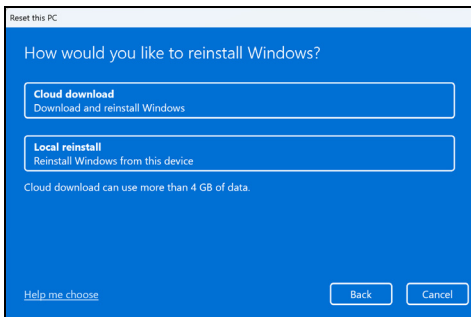 Reset this PC
How would you like to reinstall Windows?
Cloud download
Download and reinstall Windows
Local reinstall
Reinstall Windows from this device
Cloud download can use more than 4 GB of data.
Help me choose
Back
Cancel